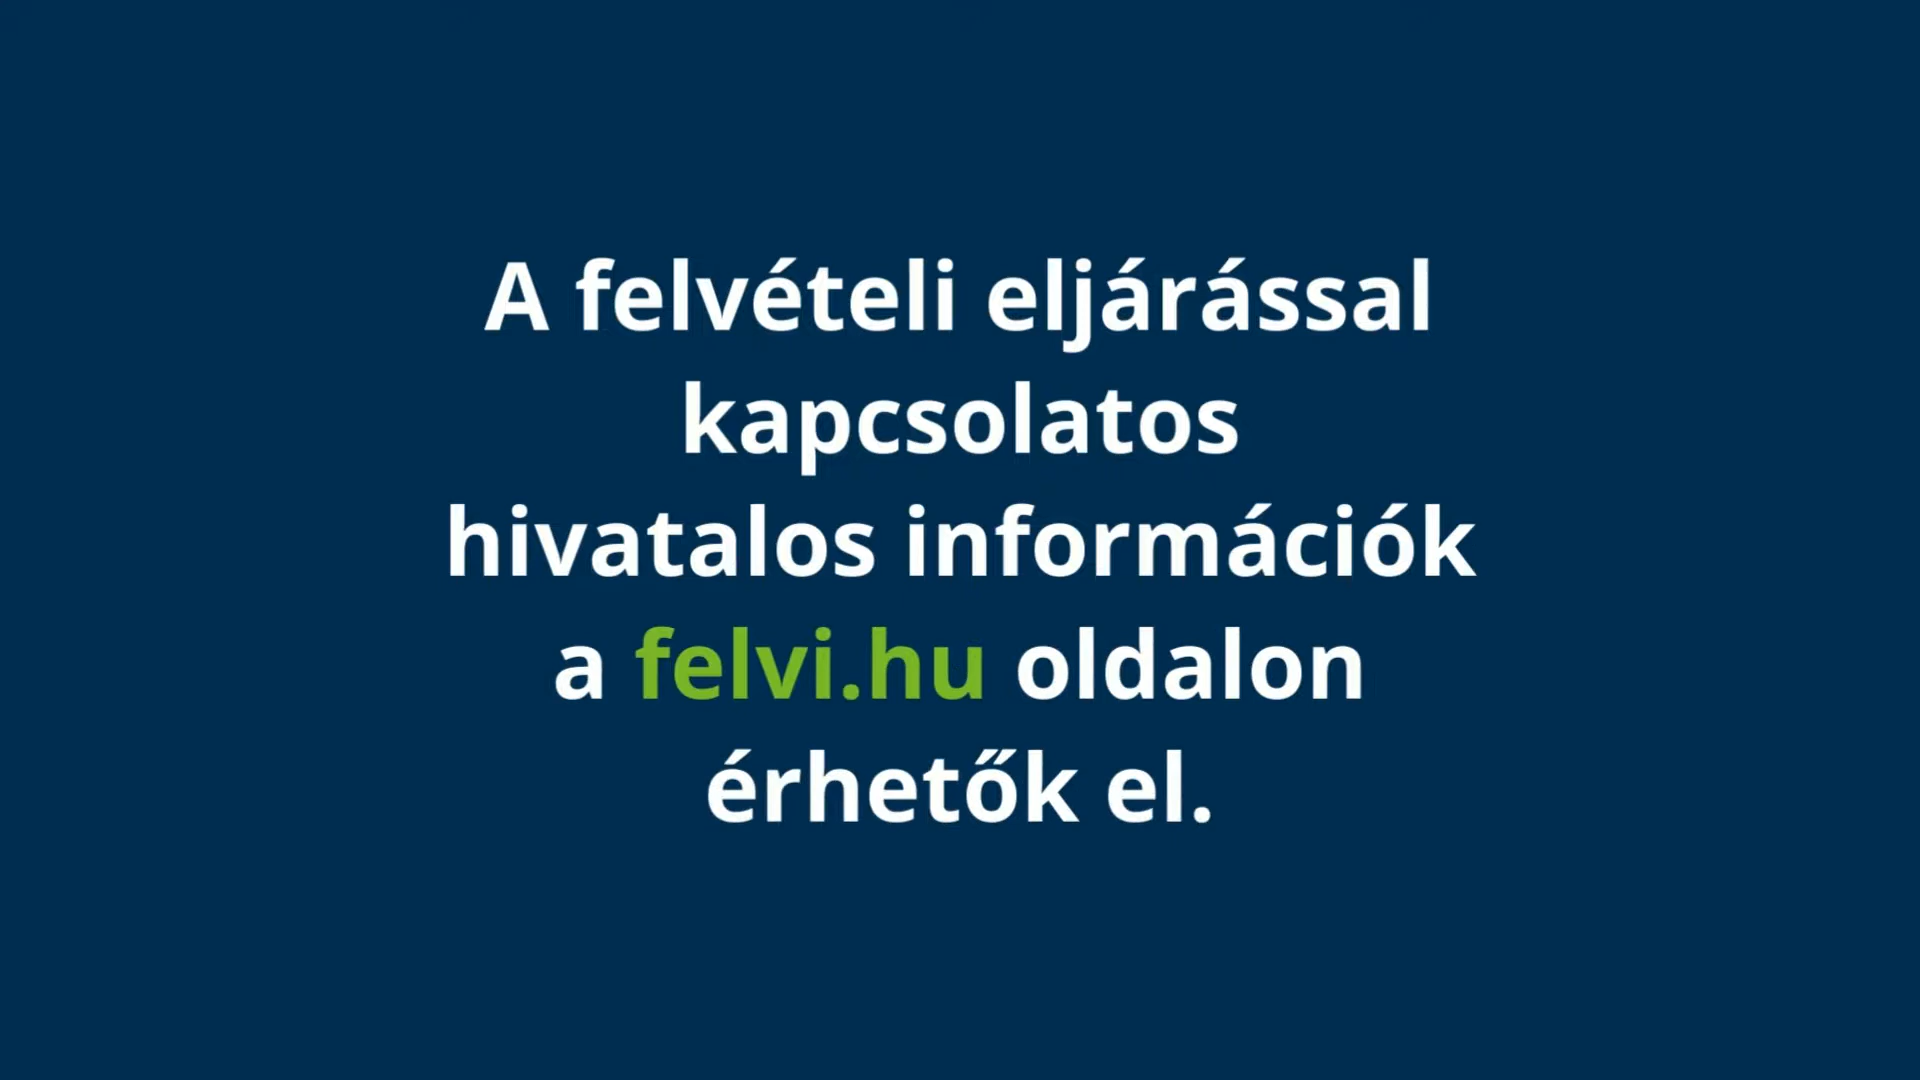 A felvételi eljárással
kapcsolatos
hivatalos információk
a felvi.hu oldalon
érhetők el.